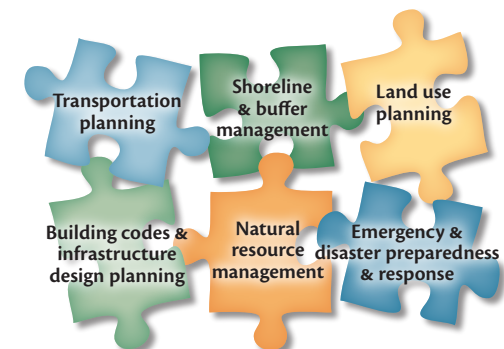 Transportation
planning
Shoreline
& buffer
management
Land use
planning
Building codes &
infrastructure
design planning
Natural
resource
management
Emergency &
disaster preparedness
& response